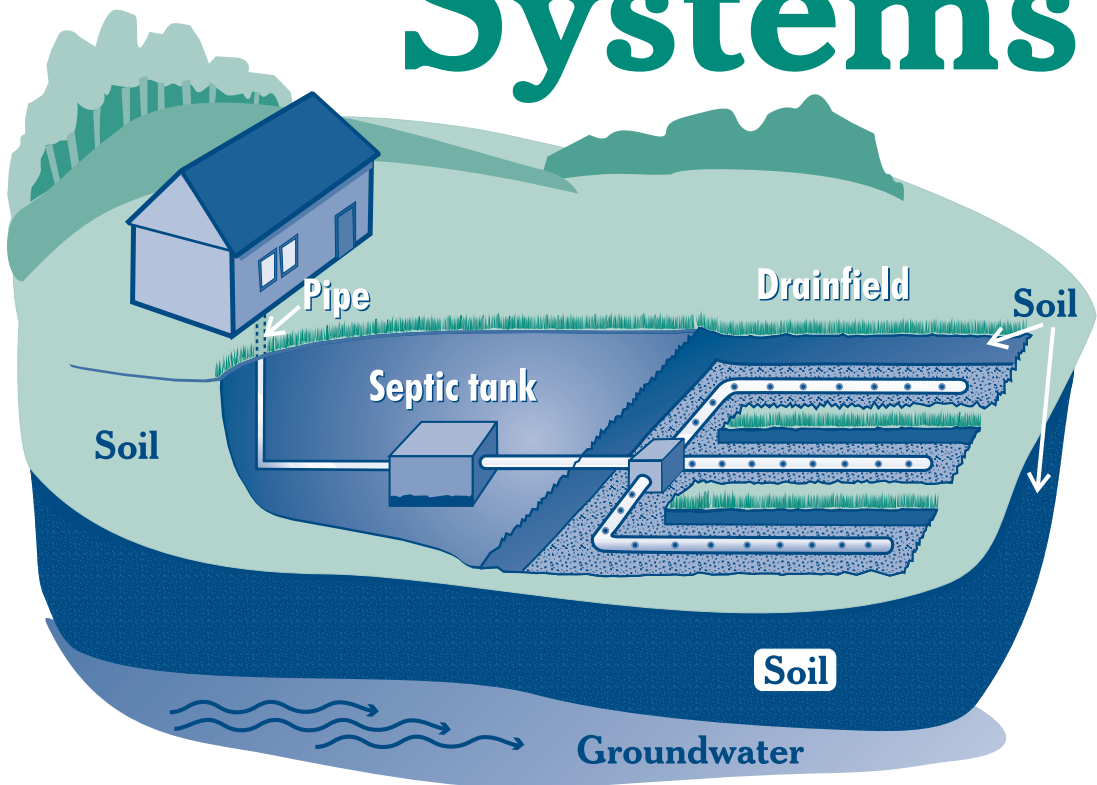 Systems
Pipe
Drainfield
Soil
Septic tank
Soil
Soil
Groundwater